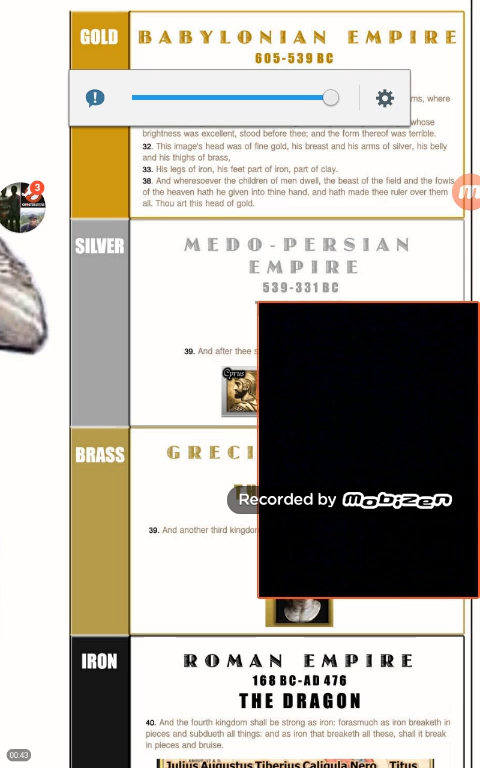 GOLD
BABYLONIAN EMPIRE
605-539 BC
ms, where
whose
brightness was excellent, stood before thee; and the form thereof was terrible.
32. This image's head was of fine gold, his breast and his arms of silver, his belly
and his thighs of brass,
33. His legs of iron, his feet part of iron, part of clay.
38. And wheresoever the children of men dwell, the beast of the field and the fowls
of the heaven hath he given into thine hand, and hath made thee ruler over them
all. Thou art this head of gold.
3
SILVER
MEDO-PERSIAN
EMPIRE
539-331 BC
39. And after thee s
Cyrus
BRASS
GRECI
Recorded by mobizen
39. And another third kingdon
IRON
ROMAN EMPIRE
168 BC-AD 476
THE DRAGON
40. And the fourth kingdom shall be strong as iron: forasmuch as iron breaketh in
pieces and subdueth all things: and as iron that breaketh all these, shall it break
in pieces and bruise.
Julius Augustus Tiberius Caligula Nero Titus
00:43